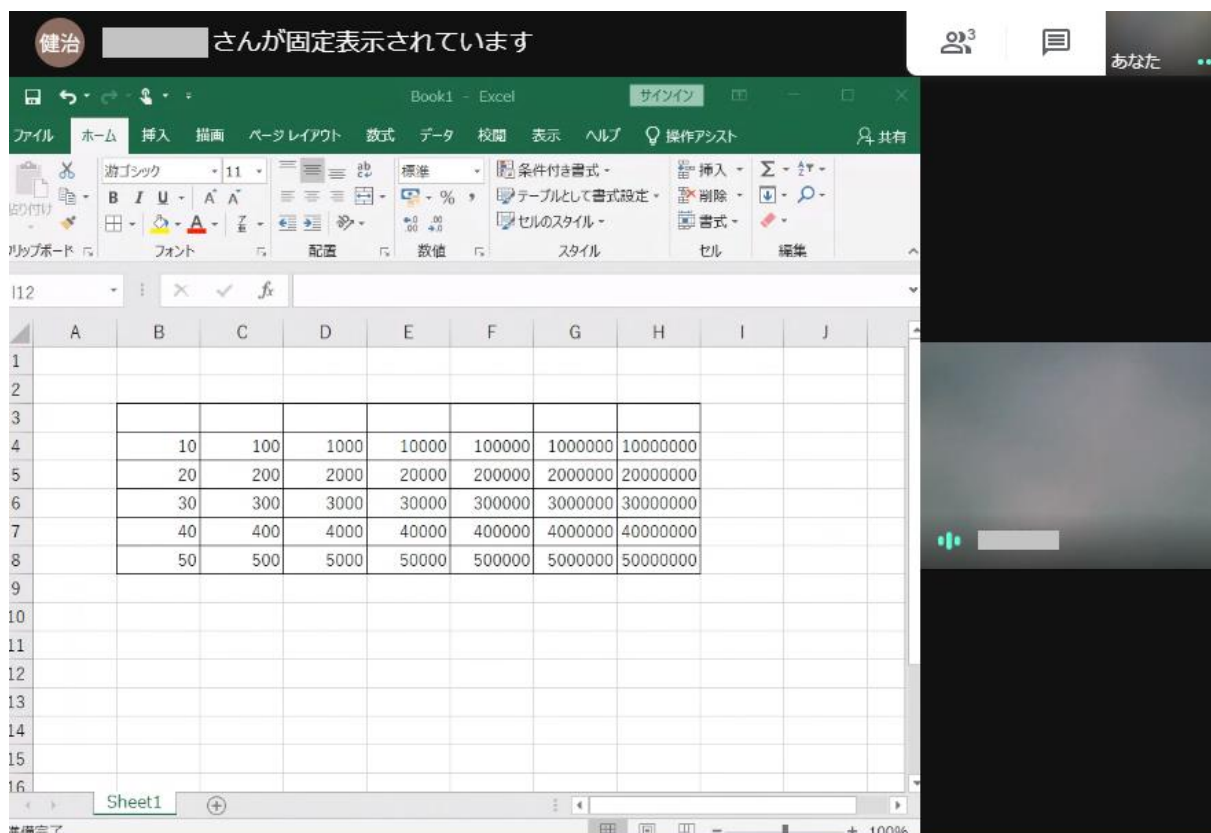 健治 さんが固定表示されています
3
あなた
Book1 - Excel サインイン
ファイル ホーム 挿入 描画 ページレイアウト 数式 データ 校閲 表示 ヘルプ 操作アシスト 共有
游ゴシック 11 標準 条件付き書式 挿入
B I U % テーブルとして書式設定 削除
セルのスタイル 書式
フォント 配置 数値 スタイル セル 編集
I12 fx
A B C D E F G H I J
1
2
3
4 10 100 1000 10000 100000 1000000 10000000
5 20 200 2000 20000 200000 2000000 20000000
6 30 300 3000 30000 300000 3000000 30000000
7 40 400 4000 40000 400000 4000000 40000000
8 50 500 5000 50000 500000 5000000 50000000
9
10
11
12
13
14
15
16
Sheet1
100%